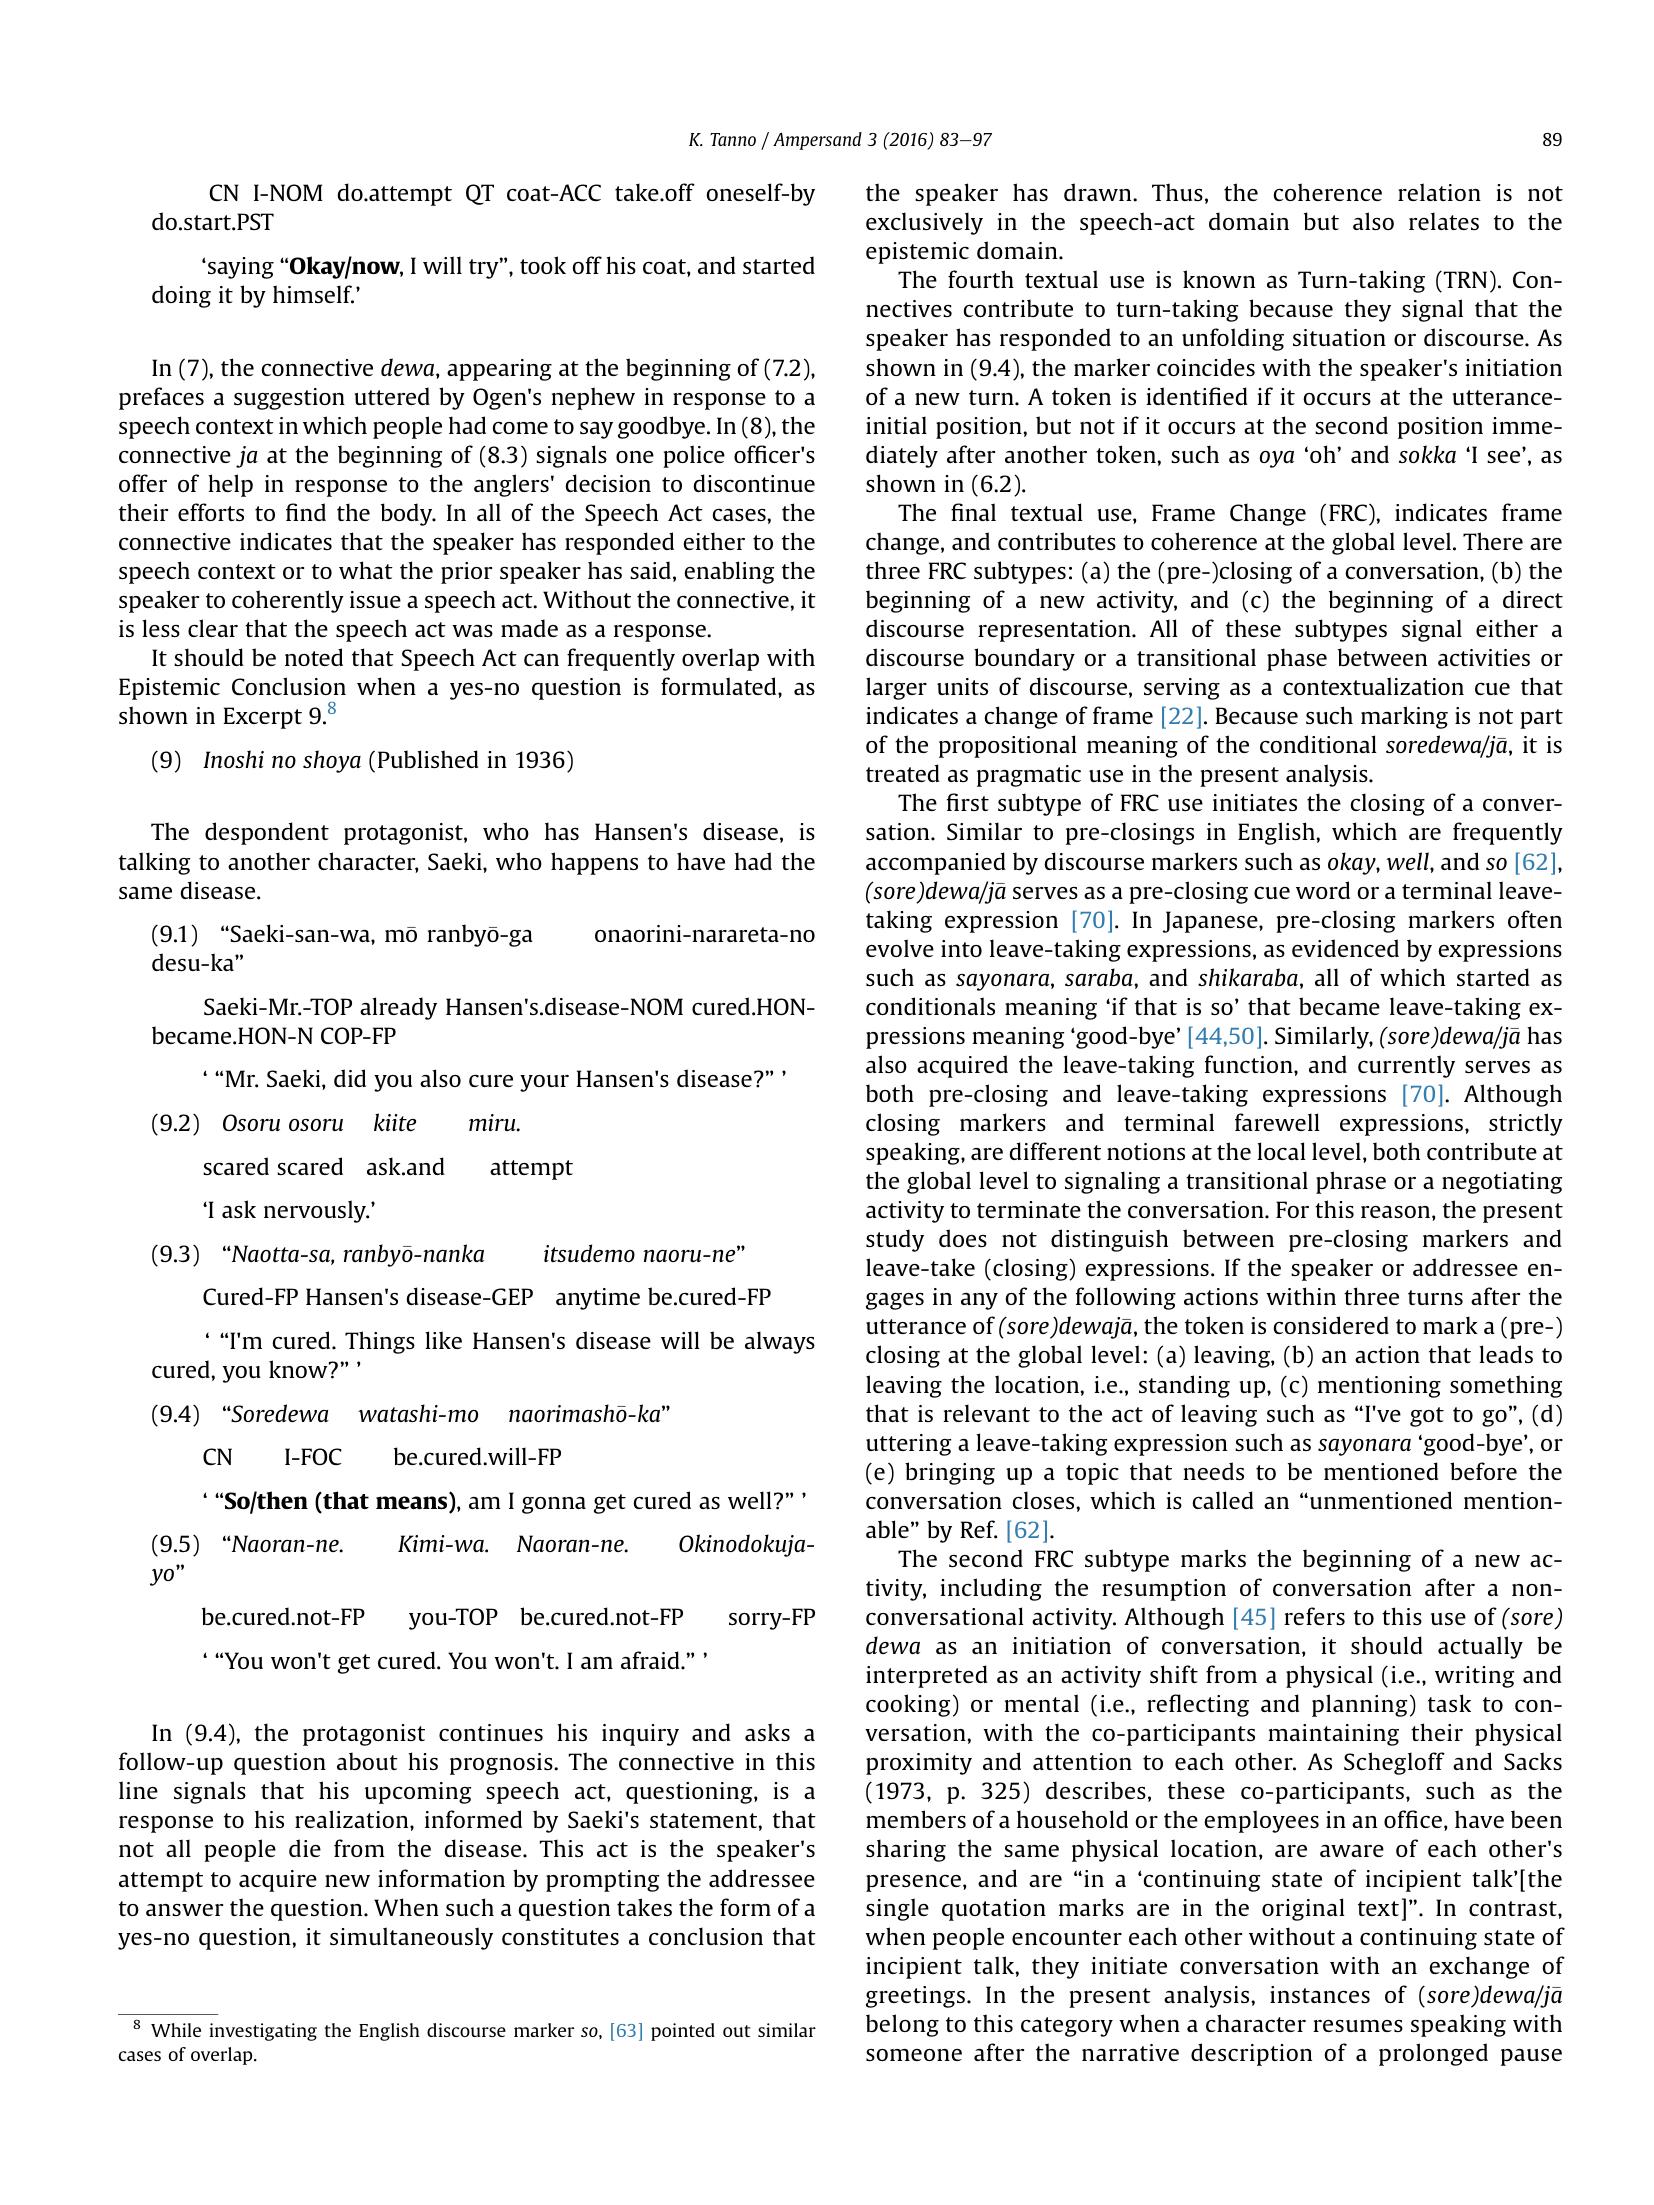 K. Tanno / Ampersand 3 (2016) 83–97
89
CN I-NOM do.attempt QT coat-ACC take.off oneself-by
do.start.PST
‘saying “Okay/now, I will try”, took off his coat, and started
doing it by himself.’
In (7), the connective dewa, appearing at the beginning of (7.2),
prefaces a suggestion uttered by Ogen's nephew in response to a
speech context in which people had come to say goodbye. In (8), the
connective ja at the beginning of (8.3) signals one police officer's
offer of help in response to the anglers' decision to discontinue
their efforts to find the body. In all of the Speech Act cases, the
connective indicates that the speaker has responded either to the
speech context or to what the prior speaker has said, enabling the
speaker to coherently issue a speech act. Without the connective, it
is less clear that the speech act was made as a response.
It should be noted that Speech Act can frequently overlap with
Epistemic Conclusion when a yes-no question is formulated, as
shown in Excerpt 9.8
(9) Inoshi no shoya (Published in 1936)
The despondent protagonist, who has Hansen's disease, is
talking to another character, Saeki, who happens to have had the
same disease.
(9.1) “Saeki-san-wa, mō ranbyō-ga onaorini-narareta-no
desu-ka”
Saeki-Mr.-TOP already Hansen's.disease-NOM cured.HON-
became.HON-N COP-FP
‘ “Mr. Saeki, did you also cure your Hansen's disease?” ’
(9.2) Osoru osoru kiite miru.
scared scared ask.and attempt
‘I ask nervously.’
(9.3) “Naotta-sa, ranbyō-nanka itsudemo naoru-ne”
Cured-FP Hansen's disease-GEP anytime be.cured-FP
‘ “I'm cured. Things like Hansen's disease will be always
cured, you know?” ’
(9.4) “Soredewa watashi-mo naorimashō-ka”
CN I-FOC be.cured.will-FP
‘ “So/then (that means), am I gonna get cured as well?” ’
(9.5) “Naoran-ne. Kimi-wa. Naoran-ne. Okinodokuja-
yo”
be.cured.not-FP you-TOP be.cured.not-FP sorry-FP
‘ “You won't get cured. You won't. I am afraid.” ’
In (9.4), the protagonist continues his inquiry and asks a
follow-up question about his prognosis. The connective in this
line signals that his upcoming speech act, questioning, is a
response to his realization, informed by Saeki's statement, that
not all people die from the disease. This act is the speaker's
attempt to acquire new information by prompting the addressee
to answer the question. When such a question takes the form of a
yes-no question, it simultaneously constitutes a conclusion that
8 While investigating the English discourse marker so, [63] pointed out similar
cases of overlap.
the speaker has drawn. Thus, the coherence relation is not
exclusively in the speech-act domain but also relates to the
epistemic domain.
The fourth textual use is known as Turn-taking (TRN). Con-
nectives contribute to turn-taking because they signal that the
speaker has responded to an unfolding situation or discourse. As
shown in (9.4), the marker coincides with the speaker's initiation
of a new turn. A token is identified if it occurs at the utterance-
initial position, but not if it occurs at the second position imme-
diately after another token, such as oya ‘oh’ and sokka ‘I see’, as
shown in (6.2).
The final textual use, Frame Change (FRC), indicates frame
change, and contributes to coherence at the global level. There are
three FRC subtypes: (a) the (pre-)closing of a conversation, (b) the
beginning of a new activity, and (c) the beginning of a direct
discourse representation. All of these subtypes signal either a
discourse boundary or a transitional phase between activities or
larger units of discourse, serving as a contextualization cue that
indicates a change of frame [22]. Because such marking is not part
of the propositional meaning of the conditional soredewa/jā, it is
treated as pragmatic use in the present analysis.
The first subtype of FRC use initiates the closing of a conver-
sation. Similar to pre-closings in English, which are frequently
accompanied by discourse markers such as okay, well, and so [62],
(sore)dewa/jā serves as a pre-closing cue word or a terminal leave-
taking expression [70]. In Japanese, pre-closing markers often
evolve into leave-taking expressions, as evidenced by expressions
such as sayonara, saraba, and shikaraba, all of which started as
conditionals meaning ‘if that is so’ that became leave-taking ex-
pressions meaning ‘good-bye’ [44,50]. Similarly, (sore)dewa/jā has
also acquired the leave-taking function, and currently serves as
both pre-closing and leave-taking expressions [70]. Although
closing markers and terminal farewell expressions, strictly
speaking, are different notions at the local level, both contribute at
the global level to signaling a transitional phrase or a negotiating
activity to terminate the conversation. For this reason, the present
study does not distinguish between pre-closing markers and
leave-take (closing) expressions. If the speaker or addressee en-
gages in any of the following actions within three turns after the
utterance of (sore)dewajā, the token is considered to mark a (pre-)
closing at the global level: (a) leaving, (b) an action that leads to
leaving the location, i.e., standing up, (c) mentioning something
that is relevant to the act of leaving such as “I've got to go”, (d)
uttering a leave-taking expression such as sayonara ‘good-bye’, or
(e) bringing up a topic that needs to be mentioned before the
conversation closes, which is called an “unmentioned mention-
able” by Ref. [62].
The second FRC subtype marks the beginning of a new ac-
tivity, including the resumption of conversation after a non-
conversational activity. Although [45] refers to this use of (sore)
dewa as an initiation of conversation, it should actually be
interpreted as an activity shift from a physical (i.e., writing and
cooking) or mental (i.e., reflecting and planning) task to con-
versation, with the co-participants maintaining their physical
proximity and attention to each other. As Schegloff and Sacks
(1973, p. 325) describes, these co-participants, such as the
members of a household or the employees in an office, have been
sharing the same physical location, are aware of each other's
presence, and are “in a ‘continuing state of incipient talk’[the
single quotation marks are in the original text]”. In contrast,
when people encounter each other without a continuing state of
incipient talk, they initiate conversation with an exchange of
greetings. In the present analysis, instances of (sore)dewa/jā
belong to this category when a character resumes speaking with
someone after the narrative description of a prolonged pause